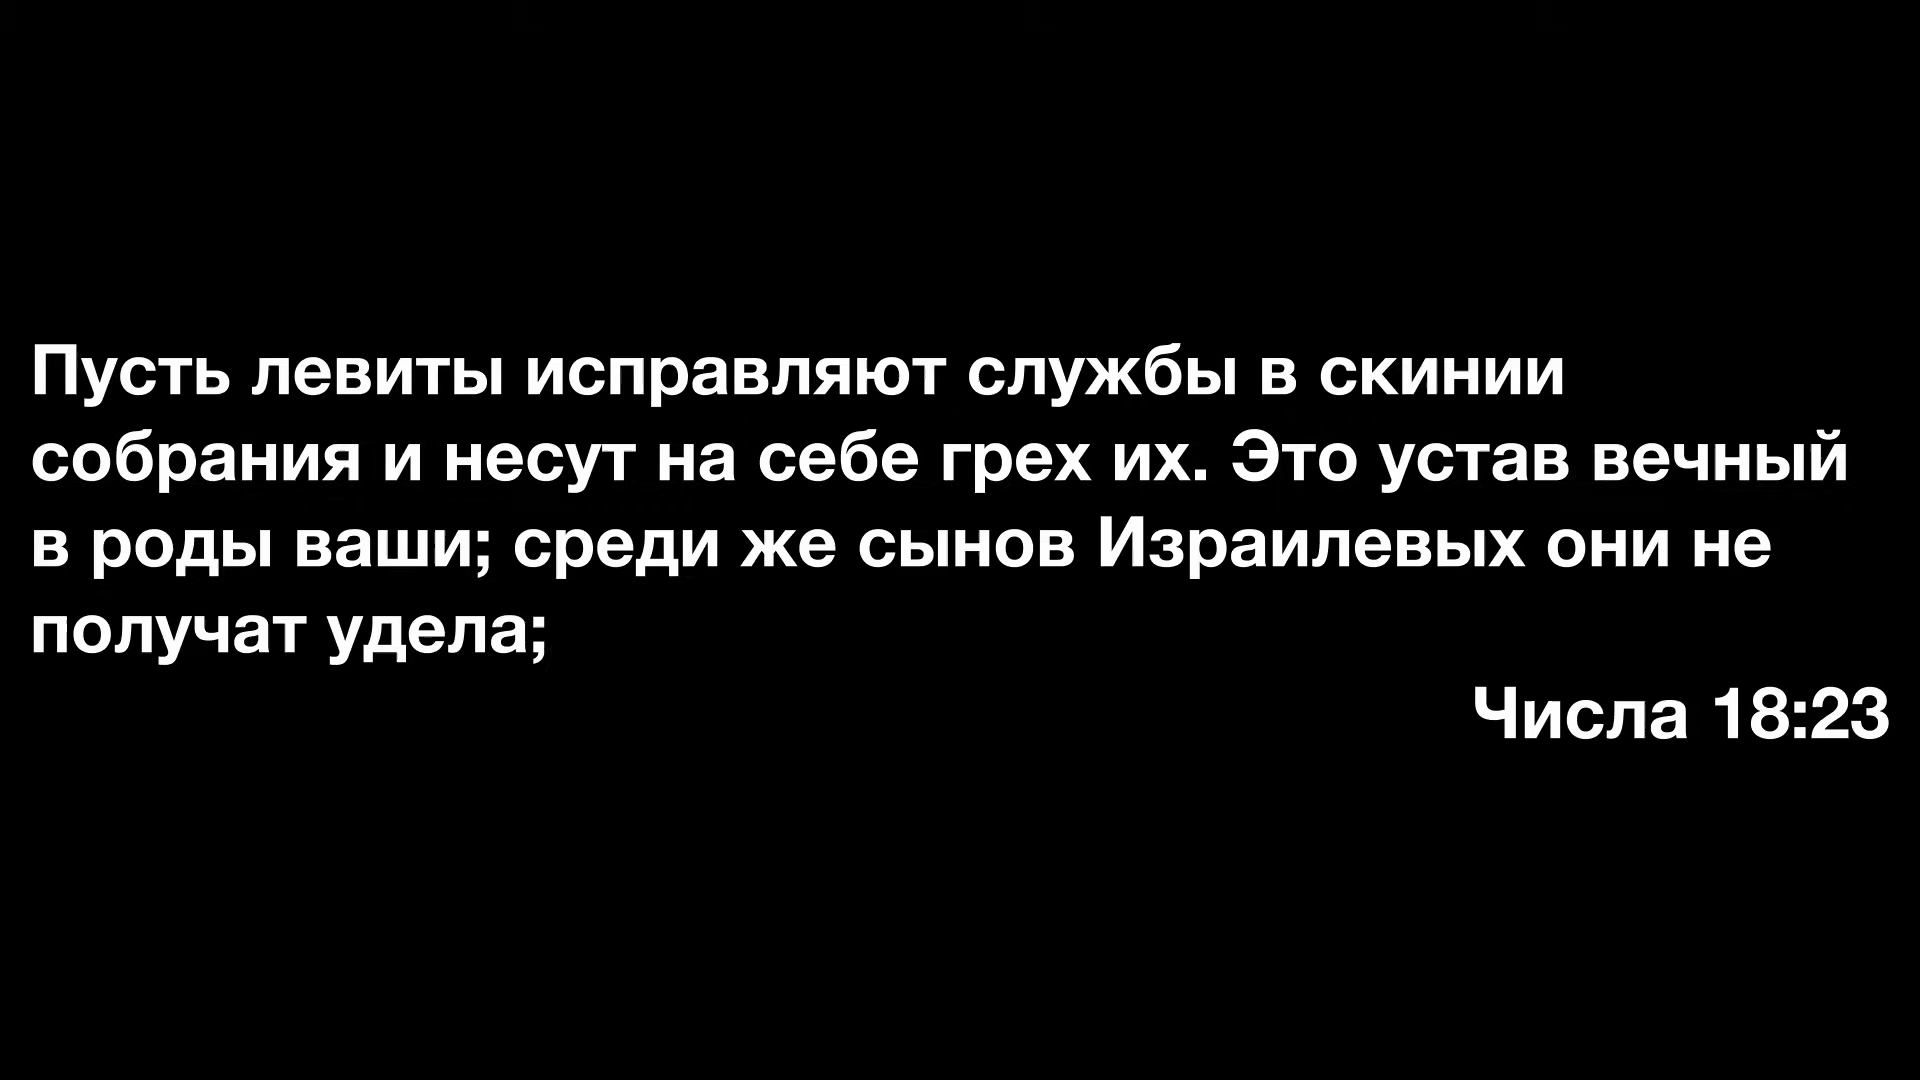 Пусть левиты исправляют службы в скинии
собрания и несут на себе грех их. Это устав вечный
в роды ваши; среди же сынов Израилевых они не
получат удела;
Числа 18:23